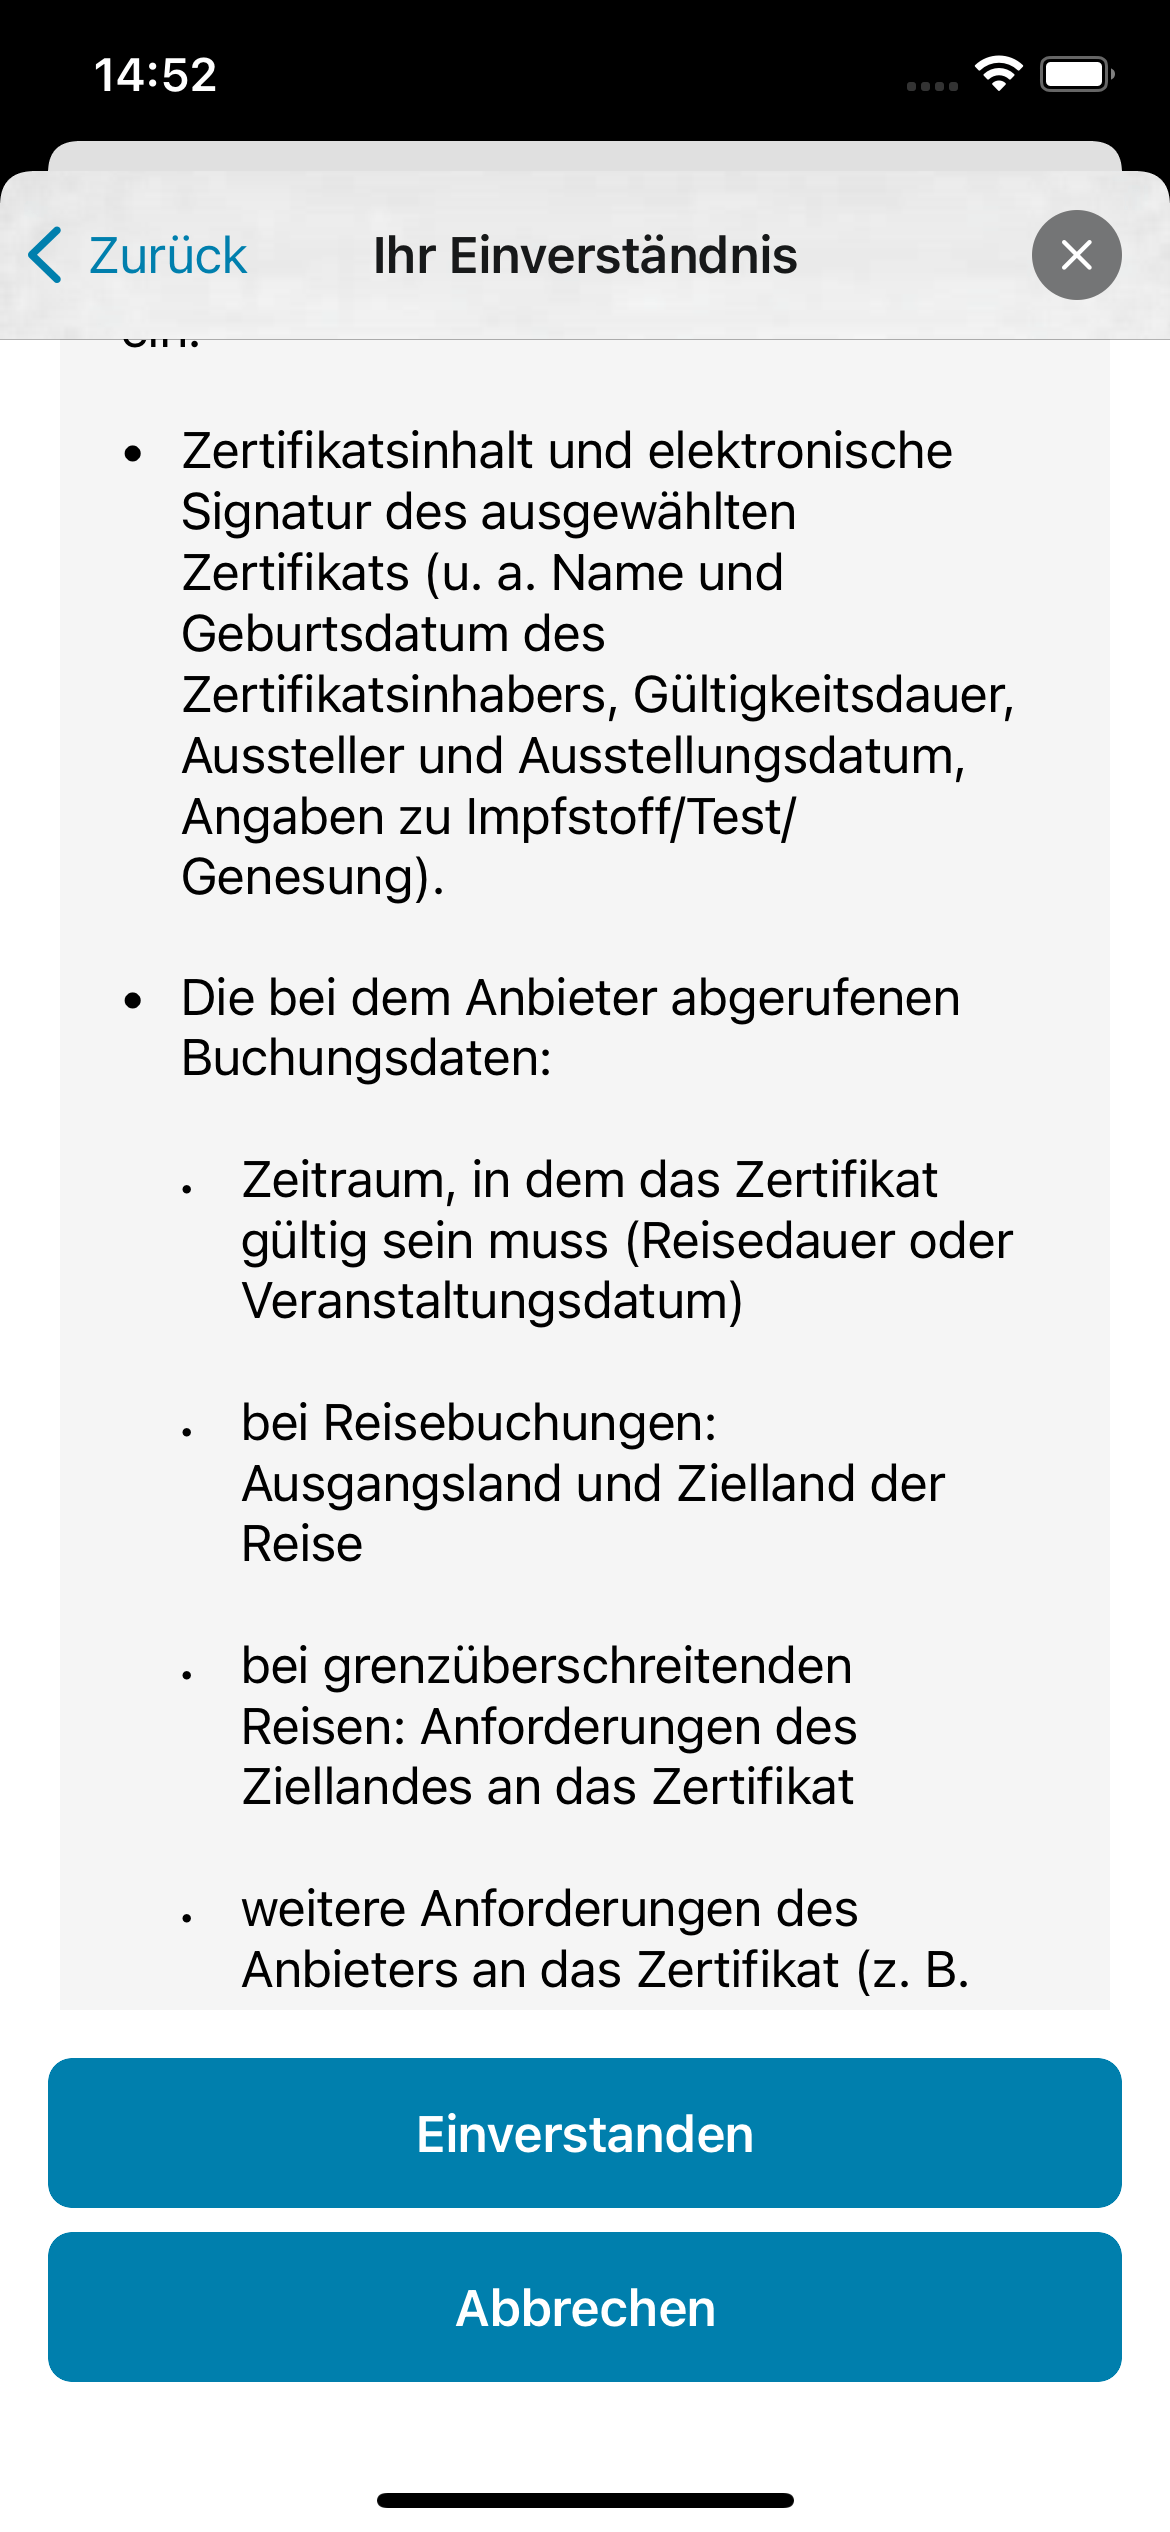 14:52
Zurück
Ihr Einverständnis
ein:
• Zertifikatsinhalt und elektronische
Signatur des ausgewählten
Zertifikats (u. a. Name und
Geburtsdatum des
Zertifikatsinhabers, Gültigkeitsdauer,
Aussteller und Ausstellungsdatum,
Angaben zu Impfstoff/Test/
Genesung).
• Die bei dem Anbieter abgerufenen
Buchungsdaten:
• Zeitraum, in dem das Zertifikat
gültig sein muss (Reisedauer oder
Veranstaltungsdatum)
• bei Reisebuchungen:
Ausgangsland und Zielland der
Reise
• bei grenzüberschreitenden
Reisen: Anforderungen des
Ziellandes an das Zertifikat
• weitere Anforderungen des
Anbieters an das Zertifikat (z. B.
Einverstanden
Abbrechen